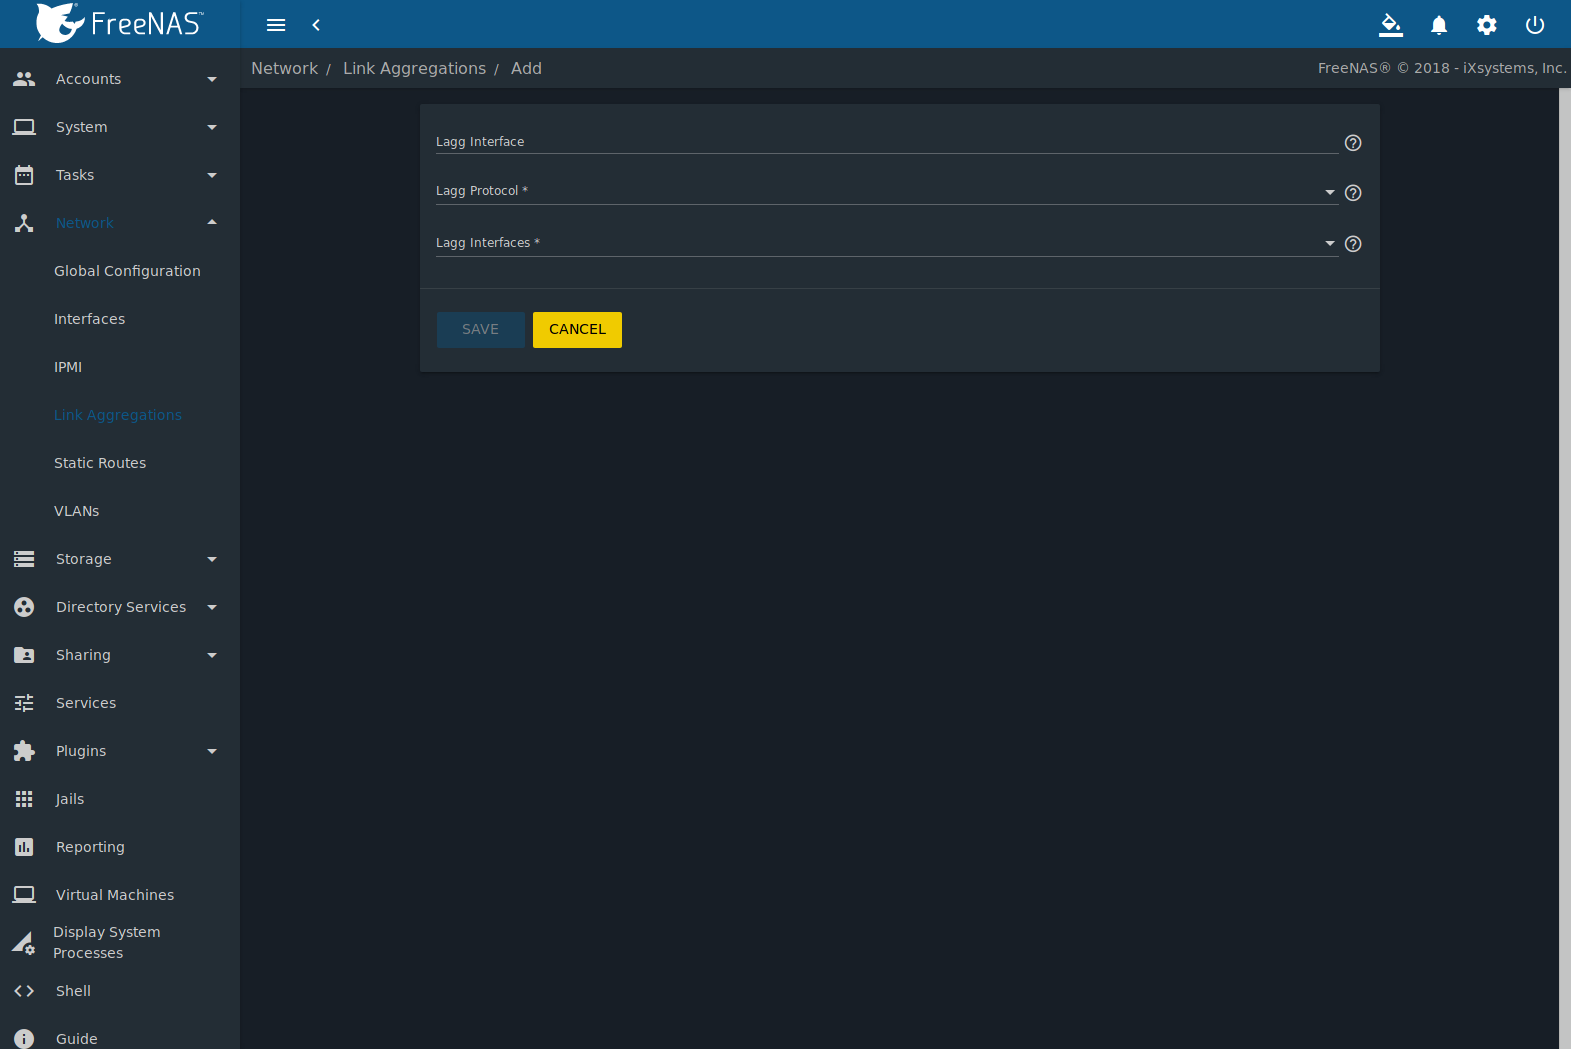 FreeNAS™
Network / Link Aggregations / Add
FreeNAS® © 2018 - iXsystems, Inc.
Accounts
System
Tasks
Network
Global Configuration
Interfaces
IPMI
Link Aggregations
Static Routes
VLANs
Storage
Directory Services
Sharing
Services
Plugins
Jails
Reporting
Virtual Machines
Display System
Processes
Shell
Guide
Lagg Interface
Lagg Protocol *
Lagg Interfaces *
SAVE CANCEL